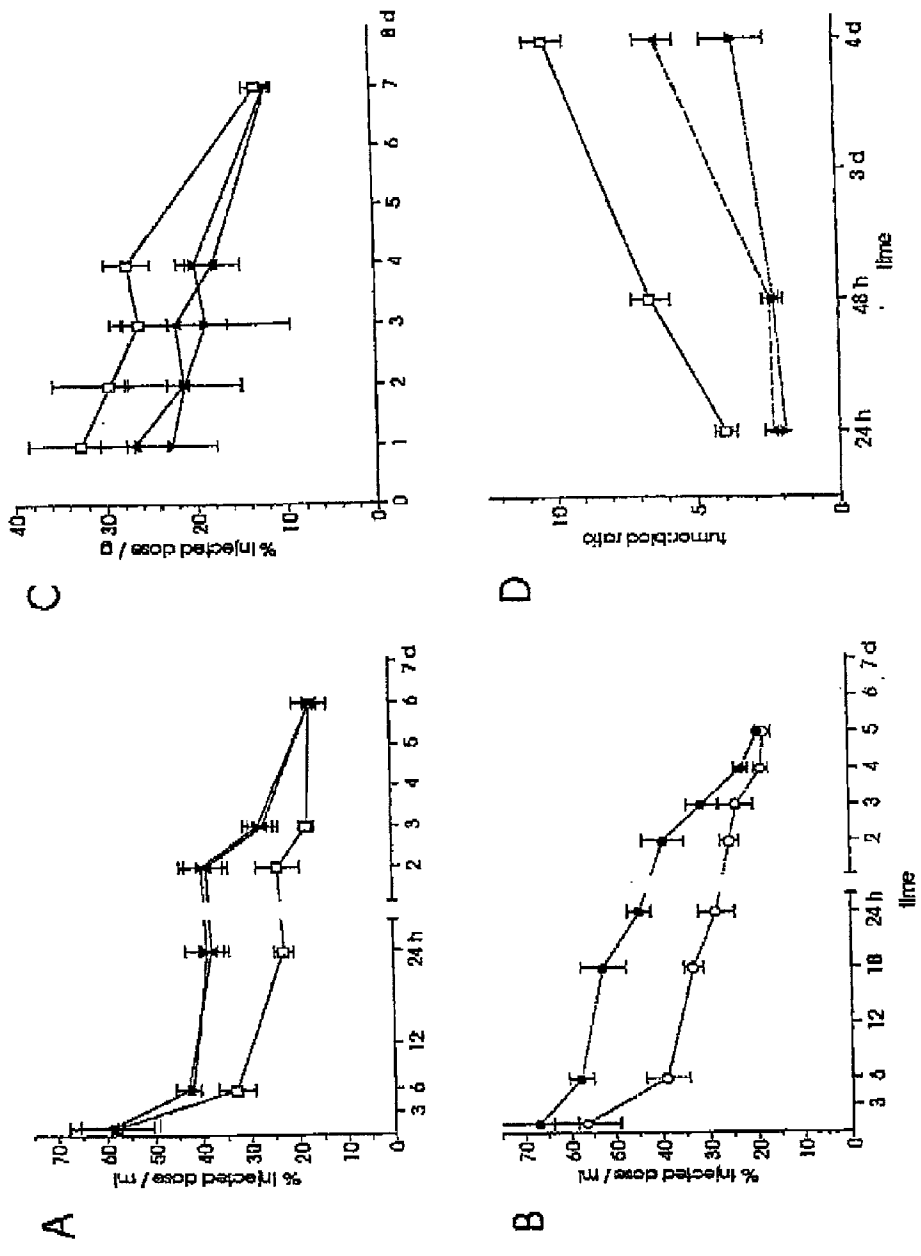 A
% Injected dose / ml
70
60
50
40
30
20
10
0
3 6 12 24 h 2 3 4 5 6 7 d
B
% Injected dose / ml
70
60
50
40
30
20
10
0
3 6 12 18 24 h 2 3 4 5 6 7 d
time
C
% Injected dose / g
40
30
20
10
0
0 1 2 3 4 5 6 7 8 d
D
tumor:blood ratio
10
5
0
24 h 48 h 3 d 4 d
time